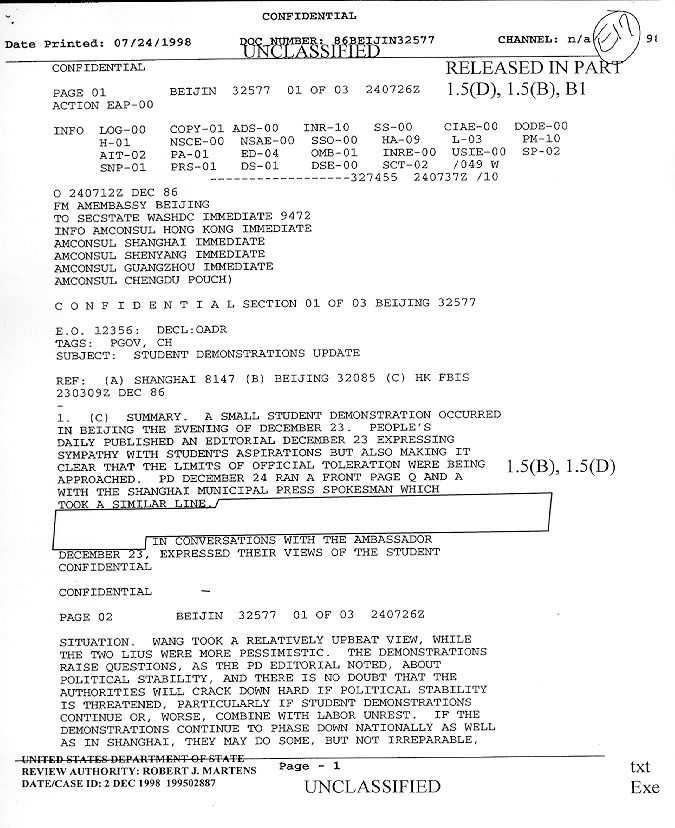 CONFIDENTIAL
Date Printed: 07/24/1998 DOC_NUMBER: 86BEIJIN32577 CHANNEL: n/a
UNCLASSIFIED
E17
CONFIDENTIAL
RELEASED IN PART
PAGE 01 BEIJIN 32577 01 OF 03 240726Z
1.5(D), 1.5(B), B1
ACTION EAP-00
INFO LOG-00 COPY-01 ADS-00 INR-10 SS-00 CIAE-00 DODE-00
H-01 NSCE-00 NSAE-00 SSO-00 HA-09 L-03 PM-10
AIT-02 PA-01 ED-04 OMB-01 INRE-00 USIE-00 SP-02
SNP-01 PRS-01 DS-01 DSE-00 SCT-02 /049 W
------------------327455 240737Z /10
O 240712Z DEC 86
FM AMEMBASSY BEIJING
TO SECSTATE WASHDC IMMEDIATE 9472
INFO AMCONSUL HONG KONG IMMEDIATE
AMCONSUL SHANGHAI IMMEDIATE
AMCONSUL SHENYANG IMMEDIATE
AMCONSUL GUANGZHOU IMMEDIATE
AMCONSUL CHENGDU POUCH)
C O N F I D E N T I A L SECTION 01 OF 03 BEIJING 32577
E.O. 12356: DECL:OADR
TAGS: PGOV, CH
SUBJECT: STUDENT DEMONSTRATIONS UPDATE
REF: (A) SHANGHAI 8147 (B) BEIJING 32085 (C) HK FBIS
230309Z DEC 86
-
1. (C) SUMMARY. A SMALL STUDENT DEMONSTRATION OCCURRED
IN BEIJING THE EVENING OF DECEMBER 23. PEOPLE'S
DAILY PUBLISHED AN EDITORIAL DECEMBER 23 EXPRESSING
SYMPATHY WITH STUDENTS ASPIRATIONS BUT ALSO MAKING IT
CLEAR THAT THE LIMITS OF OFFICIAL TOLERATION WERE BEING
1.5(B), 1.5(D)
APPROACHED. PD DECEMBER 24 RAN A FRONT PAGE Q AND A
WITH THE SHANGHAI MUNICIPAL PRESS SPOKESMAN WHICH
TOOK A SIMILAR LINE.
IN CONVERSATIONS WITH THE AMBASSADOR
DECEMBER 23, EXPRESSED THEIR VIEWS OF THE STUDENT
CONFIDENTIAL
CONFIDENTIAL
PAGE 02 BEIJIN 32577 01 OF 03 240726Z
SITUATION. WANG TOOK A RELATIVELY UPBEAT VIEW, WHILE
THE TWO LIUS WERE MORE PESSIMISTIC. THE DEMONSTRATIONS
RAISE QUESTIONS, AS THE PD EDITORIAL NOTED, ABOUT
POLITICAL STABILITY, AND THERE IS NO DOUBT THAT THE
AUTHORITIES WILL CRACK DOWN HARD IF POLITICAL STABILITY
IS THREATENED, PARTICULARLY IF STUDENT DEMONSTRATIONS
CONTINUE OR, WORSE, COMBINE WITH LABOR UNREST. IF THE
DEMONSTRATIONS CONTINUE TO PHASE DOWN NATIONALLY AS WELL
AS IN SHANGHAI, THEY MAY DO SOME, BUT NOT IRREPARABLE,
UNITED STATES DEPARTMENT OF STATE
REVIEW AUTHORITY: ROBERT J. MARTENS
Page - 1
txt
DATE/CASE ID: 2 DEC 1998 199502887
UNCLASSIFIED
Exe